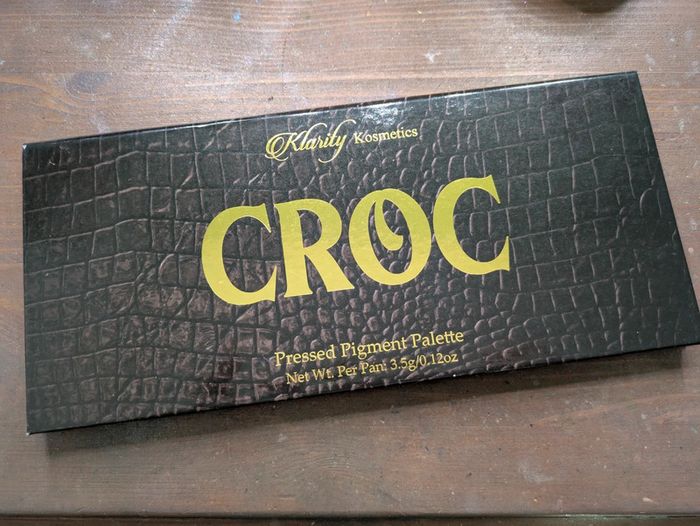 Klarity Kosmetics
CROC
Pressed Pigment Palette
Net Wt. Per Pan: 3.5g/0.12oz